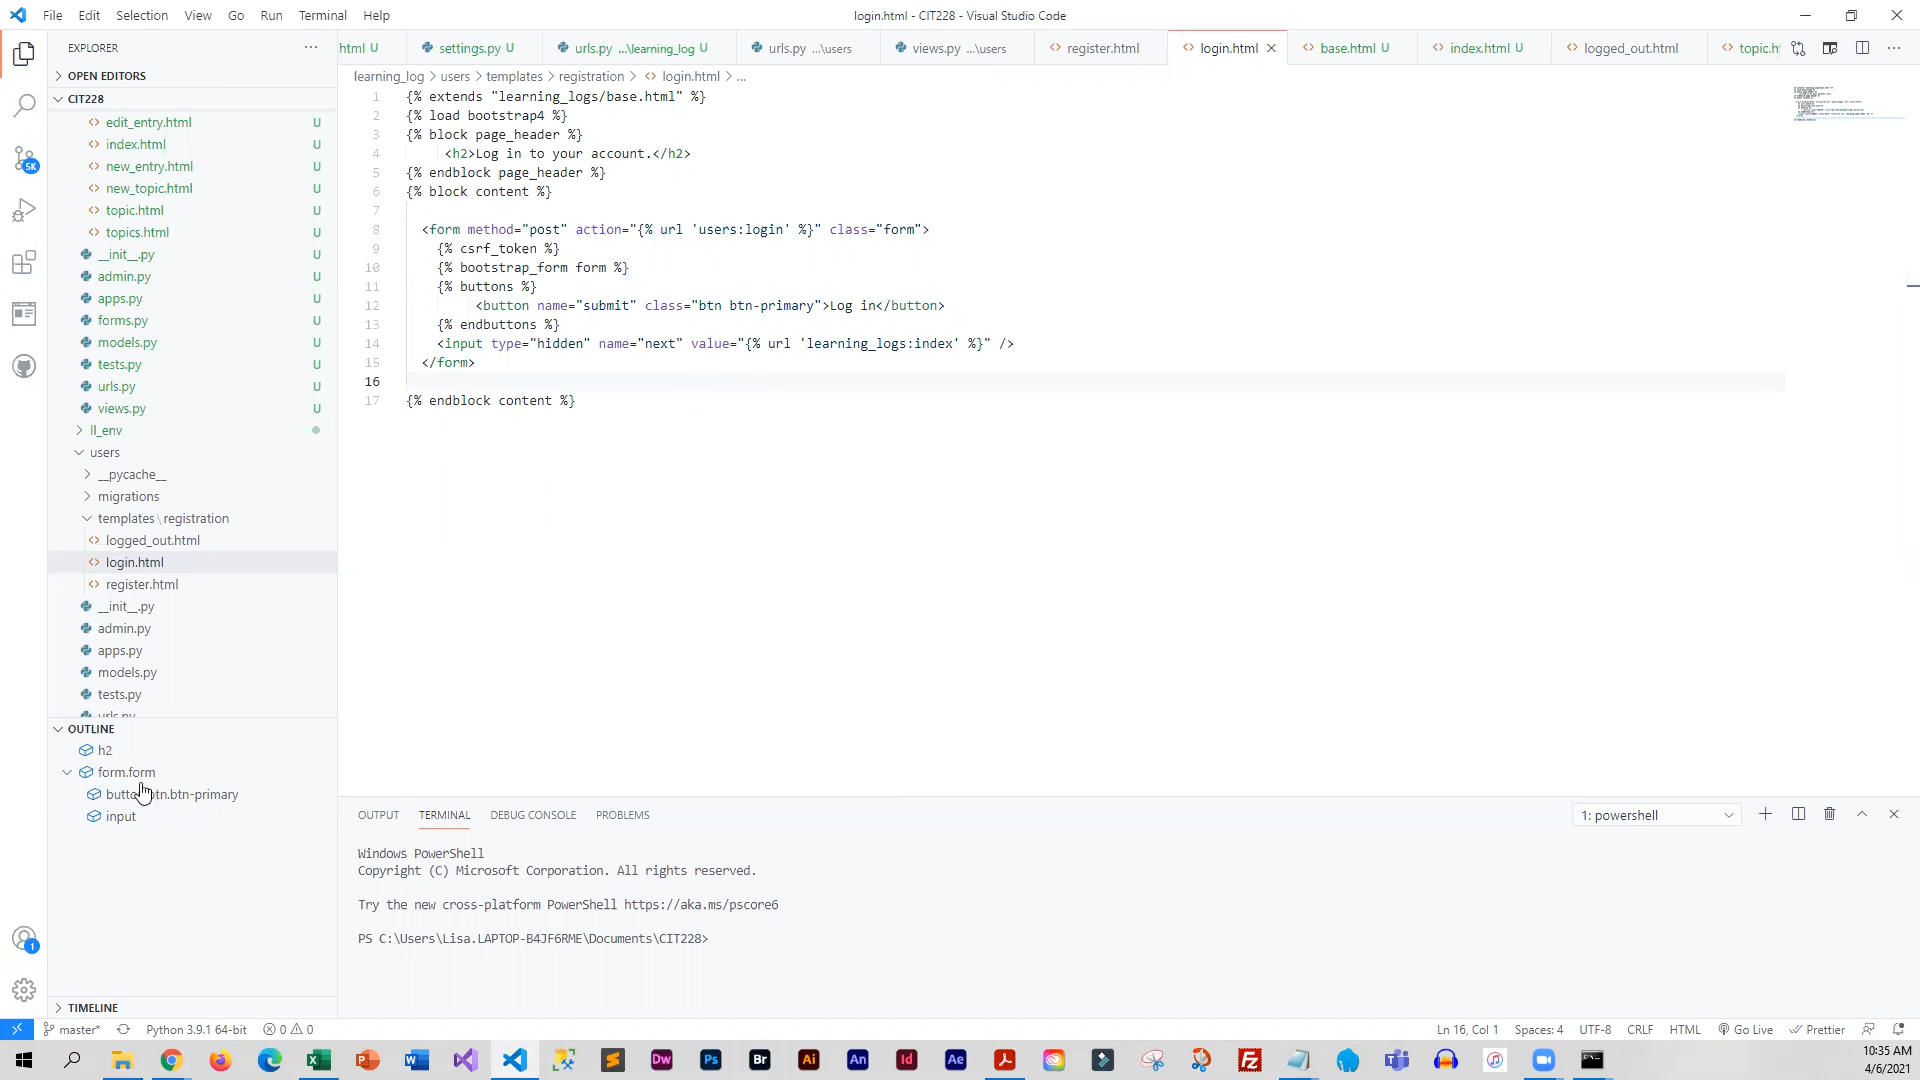 File Edit Selection View Go Run Terminal Help
login.html - CIT228 - Visual Studio Code
EXPLORER
html U settings.py U urls.py ...\learning_log U urls.py ...\users views.py ...\users register.html login.html base.html U index.html U logged_out.html topic.h
OPEN EDITORS
learning_log > users > templates > registration > login.html > ...
CIT228
edit_entry.html U
index.html U
new_entry.html U
new_topic.html U
topic.html U
topics.html U
__init__.py U
admin.py U
apps.py U
forms.py U
models.py U
tests.py U
urls.py U
views.py U
ll_env
users
__pycache__
migrations
templates\registration
logged_out.html
login.html
register.html
__init__.py
admin.py
apps.py
models.py
tests.py
urls.py
5K
1 {% extends "learning_logs/base.html" %}
2 {% load bootstrap4 %}
3 {% block page_header %}
4 <h2>Log in to your account.</h2>
5 {% endblock page_header %}
6 {% block content %}
7
8 <form method="post" action="{% url 'users:login' %}" class="form">
9 {% csrf_token %}
10 {% bootstrap_form form %}
11 {% buttons %}
12 <button name="submit" class="btn btn-primary">Log in</button>
13 {% endbuttons %}
14 <input type="hidden" name="next" value="{% url 'learning_logs:index' %}" />
15 </form>
16
17 {% endblock content %}
OUTLINE
h2
form.form
button.btn.btn-primary
input
TIMELINE
1
OUTPUT TERMINAL DEBUG CONSOLE PROBLEMS
1: powershell
Windows PowerShell
Copyright (C) Microsoft Corporation. All rights reserved.
Try the new cross-platform PowerShell https://aka.ms/pscore6
PS C:\Users\Lisa.LAPTOP-B4JF6RME\Documents\CIT228>
master* Python 3.9.1 64-bit 0 0
Ln 16, Col 1 Spaces: 4 UTF-8 CRLF HTML Go Live Prettier
Dw Ps Br Ai An Id Ae
10:35 AM
4/6/2021